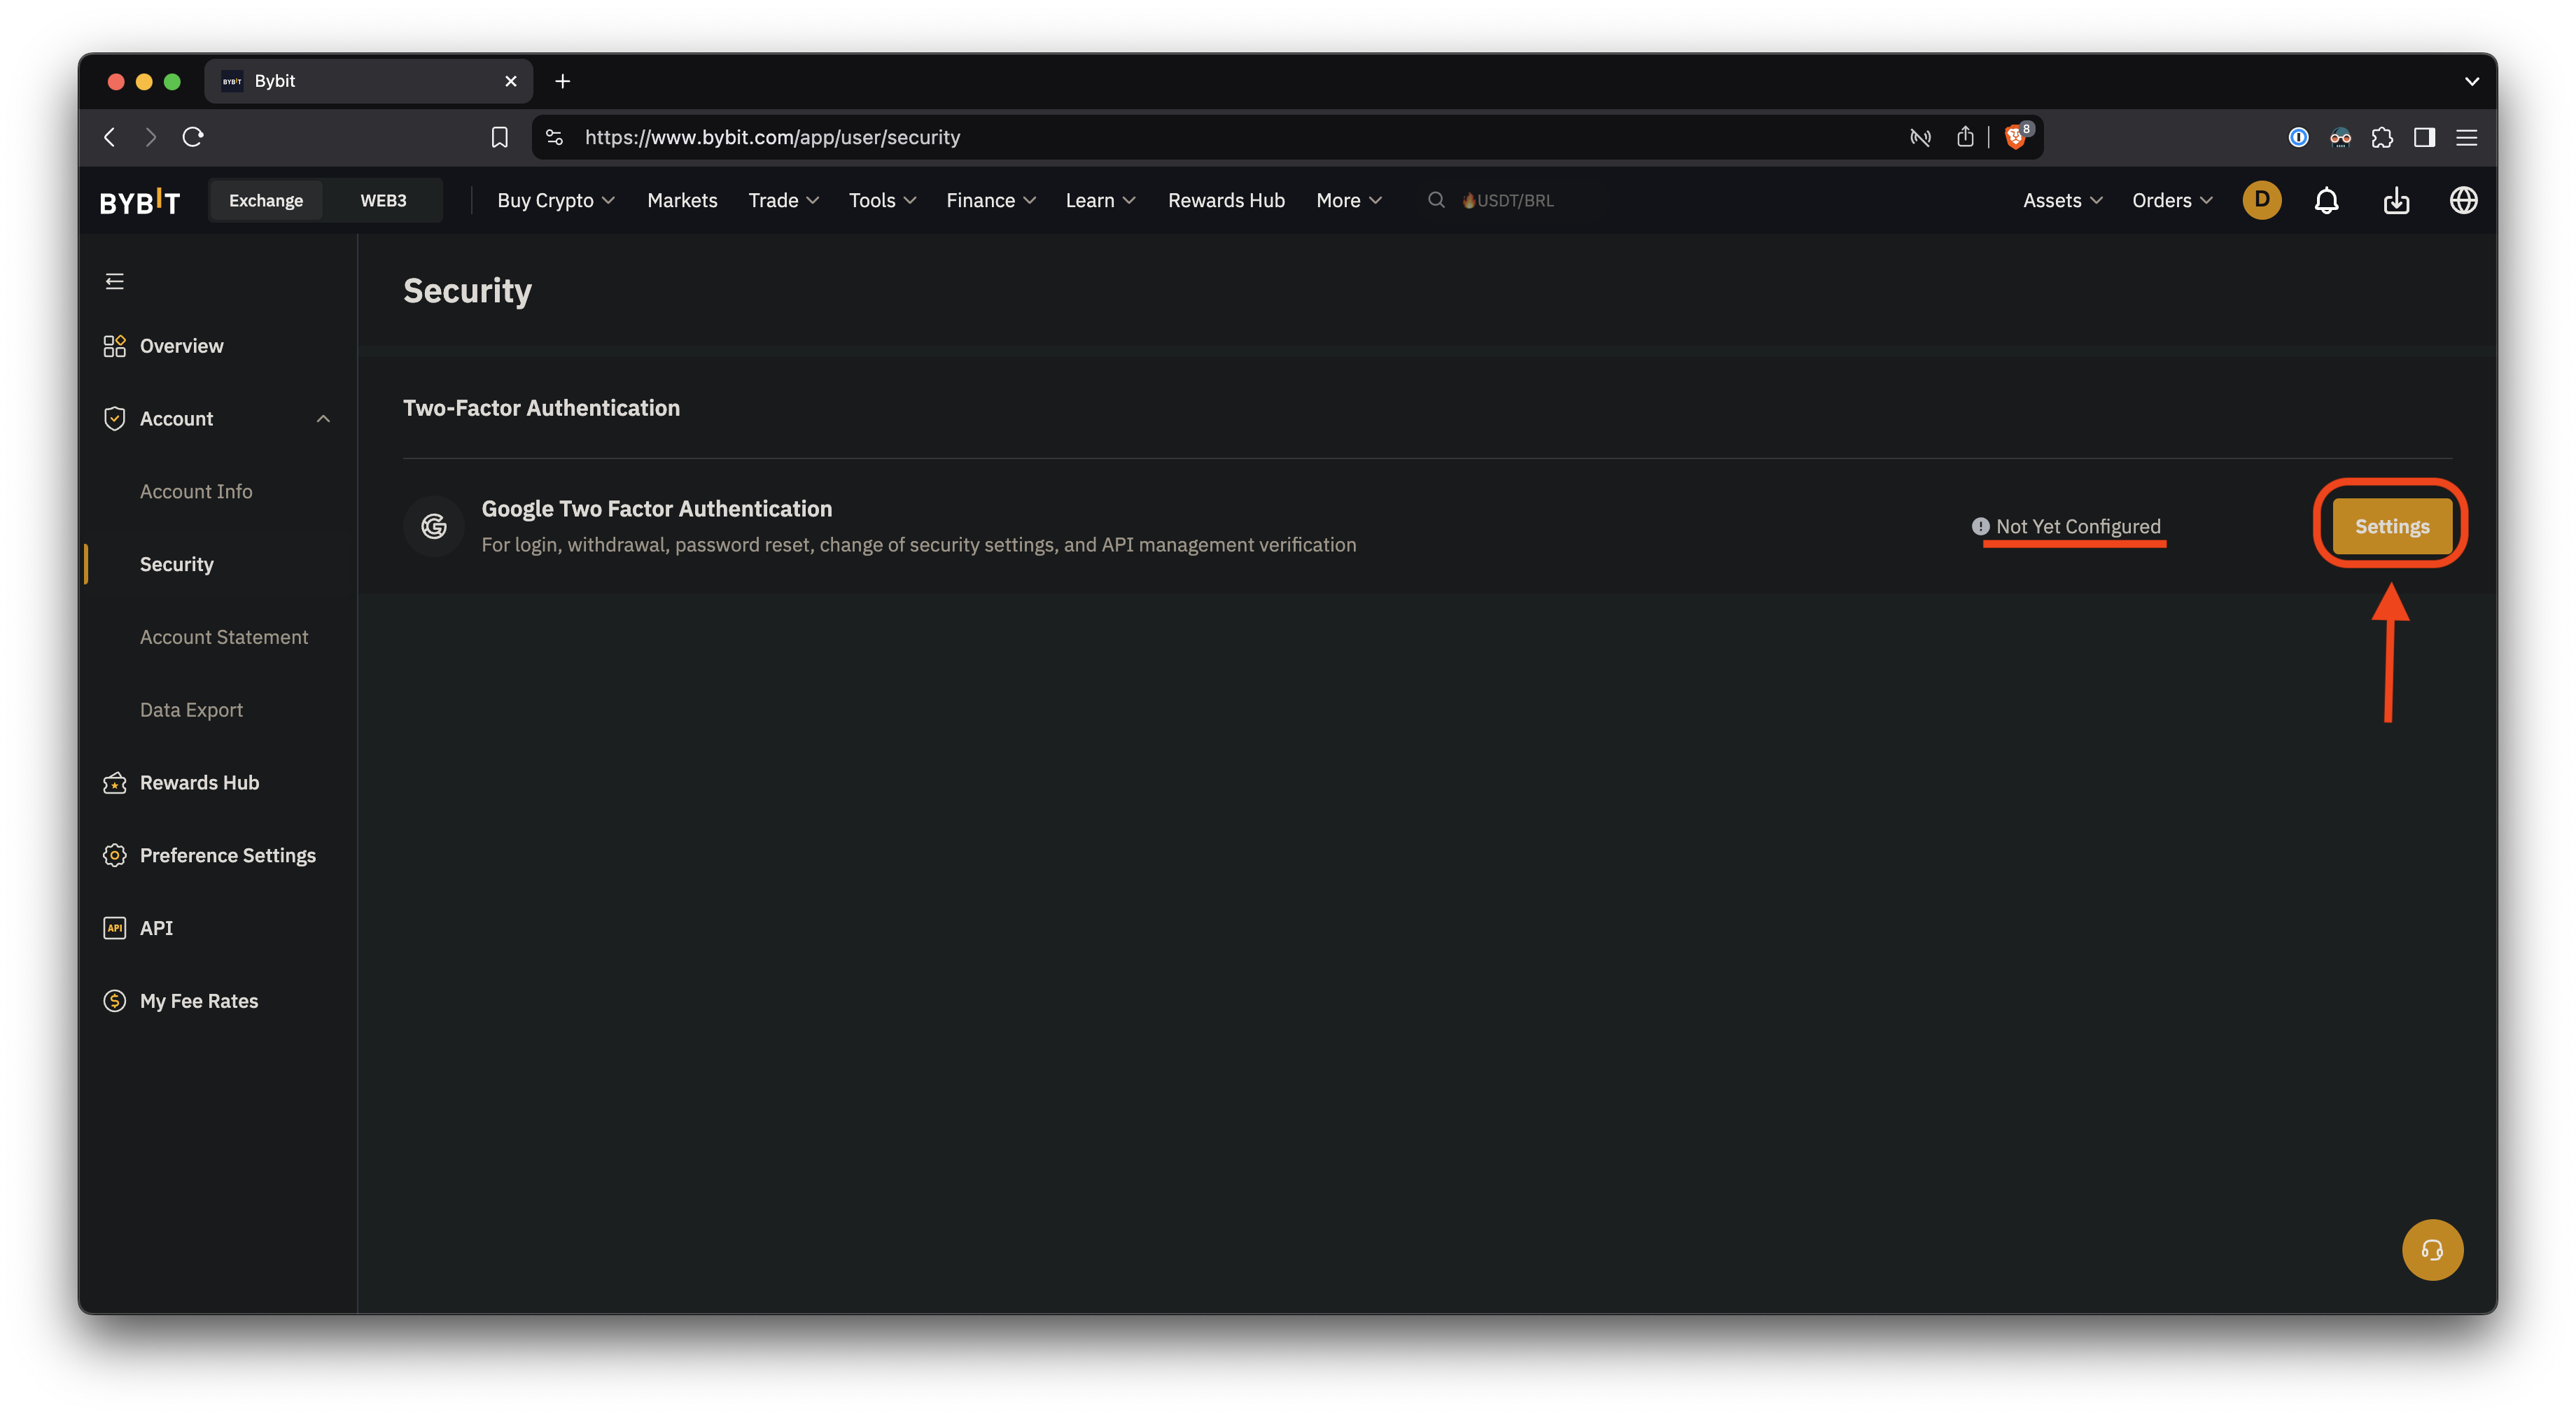 Bybit
https://www.bybit.com/app/user/security
8
BYBIT Exchange WEB3 Buy Crypto Markets Trade Tools Finance Learn Rewards Hub More USDT/BRL Assets Orders D
Security
Overview
Two-Factor Authentication
Account
Account Info
Google Two Factor Authentication
For login, withdrawal, password reset, change of security settings, and API management verification
Not Yet Configured
Settings
Security
Account Statement
Data Export
Rewards Hub
Preference Settings
API API
My Fee Rates